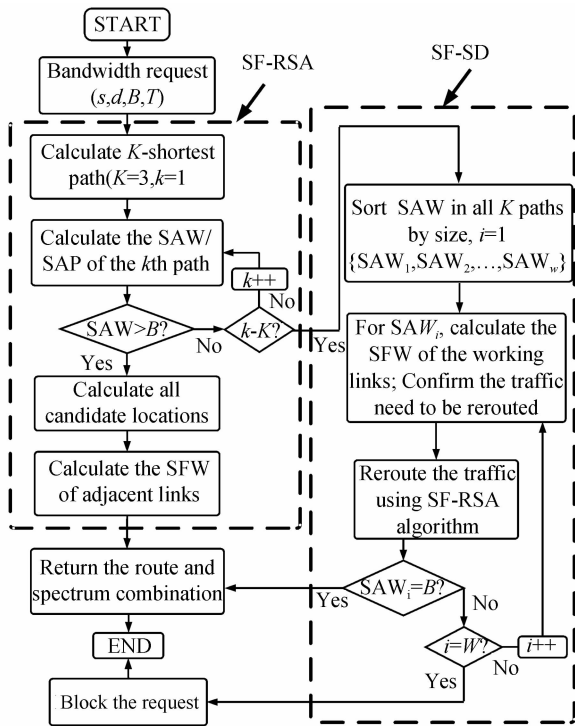 START
Bandwidth request
(s,d,B,T)
SF-RSA
SF-SD
Calculate K-shortest
path(K=3,k=1
Calculate the SAW/
SAP of the kth path
k++
SAW>B?
No
k-K?
No
Yes
Yes
Calculate all
candidate locations
Calculate the SFW
of adjacent links
Return the route and
spectrum combination
END
Block the request
Sort SAW in all K paths
by size, i=1
{SAW1,SAW2,…,SAWw}
For SAWi, calculate the
SFW of the working
links; Confirm the traffic
need to be rerouted
Reroute the traffic
using SF-RSA
algorithm
SAWi=B?
Yes
No
i=W?
No
i++
Yes